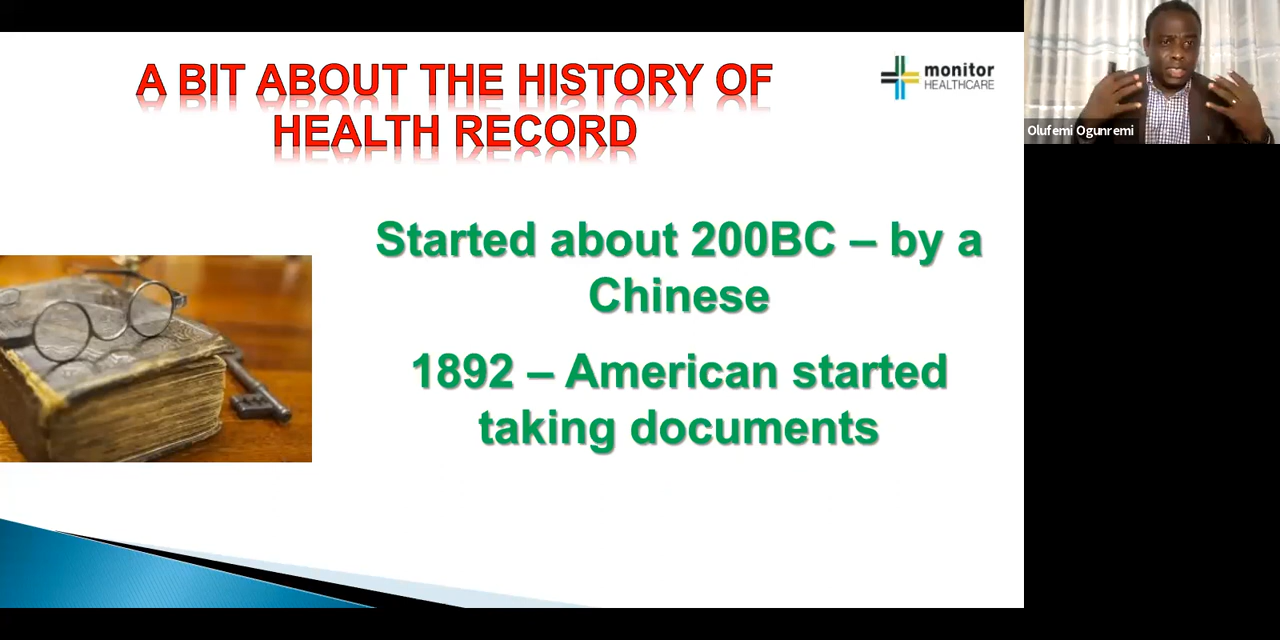 A BIT ABOUT THE HISTORY OF
HEALTH RECORD
monitor
HEALTHCARE
Started about 200BC – by a
Chinese
1892 – American started
taking documents
Olufemi Ogunremi